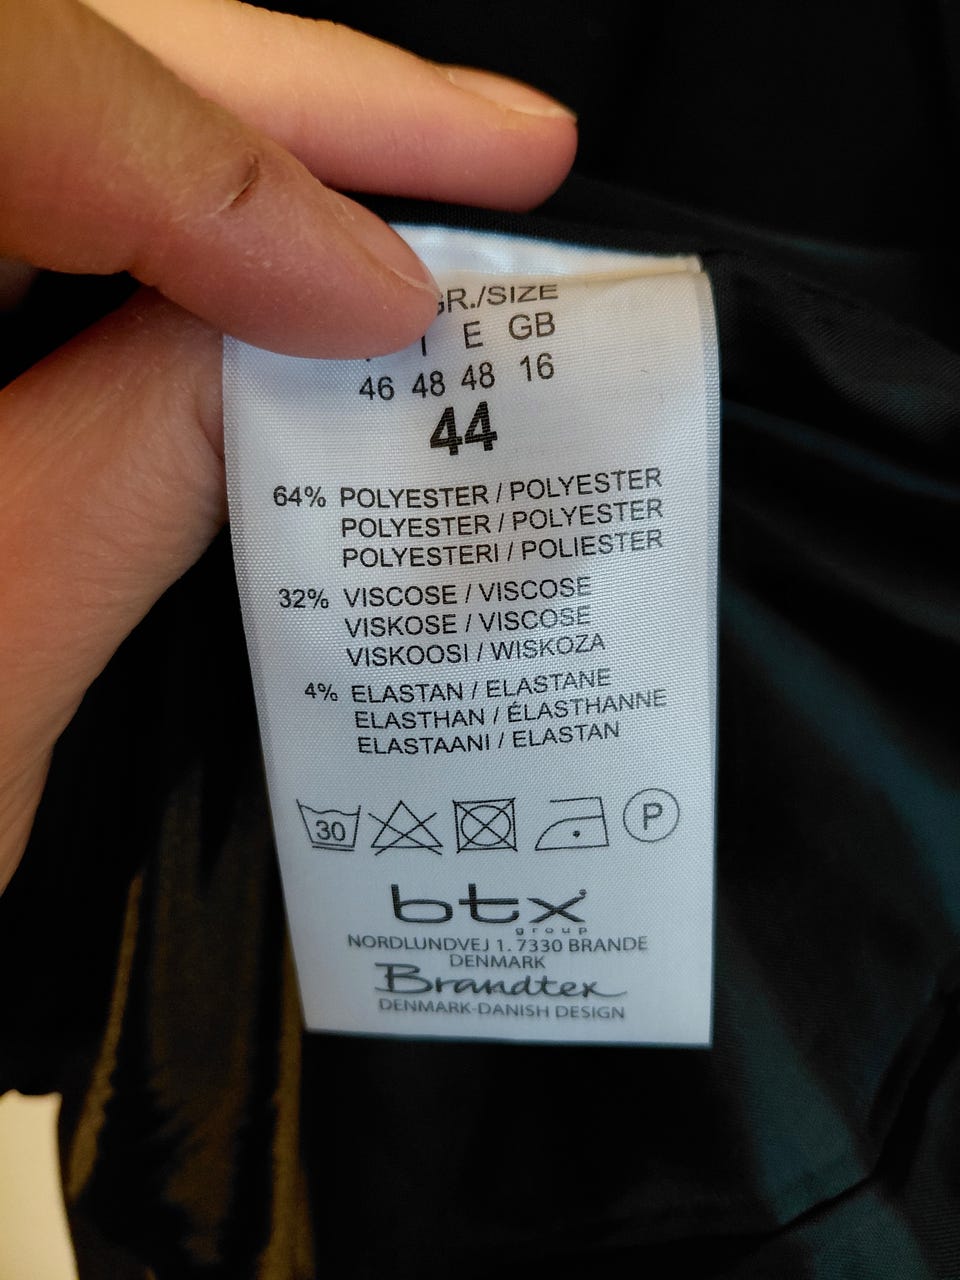 GR./SIZE
E GB
46 48 48 16
44
64% POLYESTER / POLYESTER
POLYESTER / POLYESTER
POLYESTERI / POLIESTER
32% VISCOSE / VISCOSE
VISKOSE / VISCOSE
VISKOOSI / WISKOZA
4% ELASTAN / ELASTANE
ELASTHAN / ÉLASTHANNE
ELASTAANI / ELASTAN
30 P
btx
group
NORDLUNDVEJ 1. 7330 BRANDE
DENMARK
Brandtex
DENMARK-DANISH DESIGN